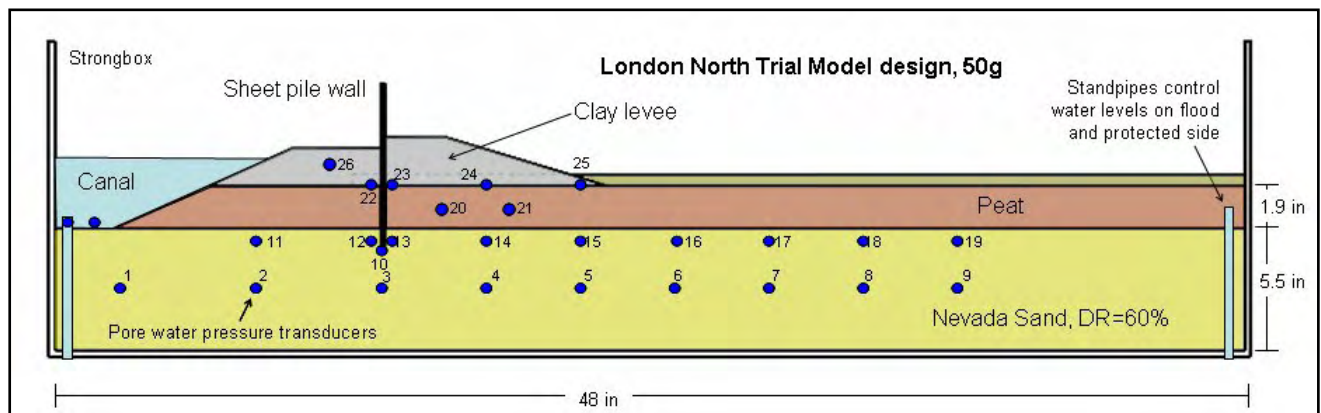 Strongbox
London North Trial Model design, 50g
Sheet pile wall
Clay levee
Standpipes control
water levels on flood
and protected side
Canal
26
22
23
24
25
20
21
Peat
1.9 in
11
12
13
14
15
16
17
18
19
10
1
2
3
4
5
6
7
8
9
5.5 in
Pore water pressure transducers
Nevada Sand, DR=60%
48 in